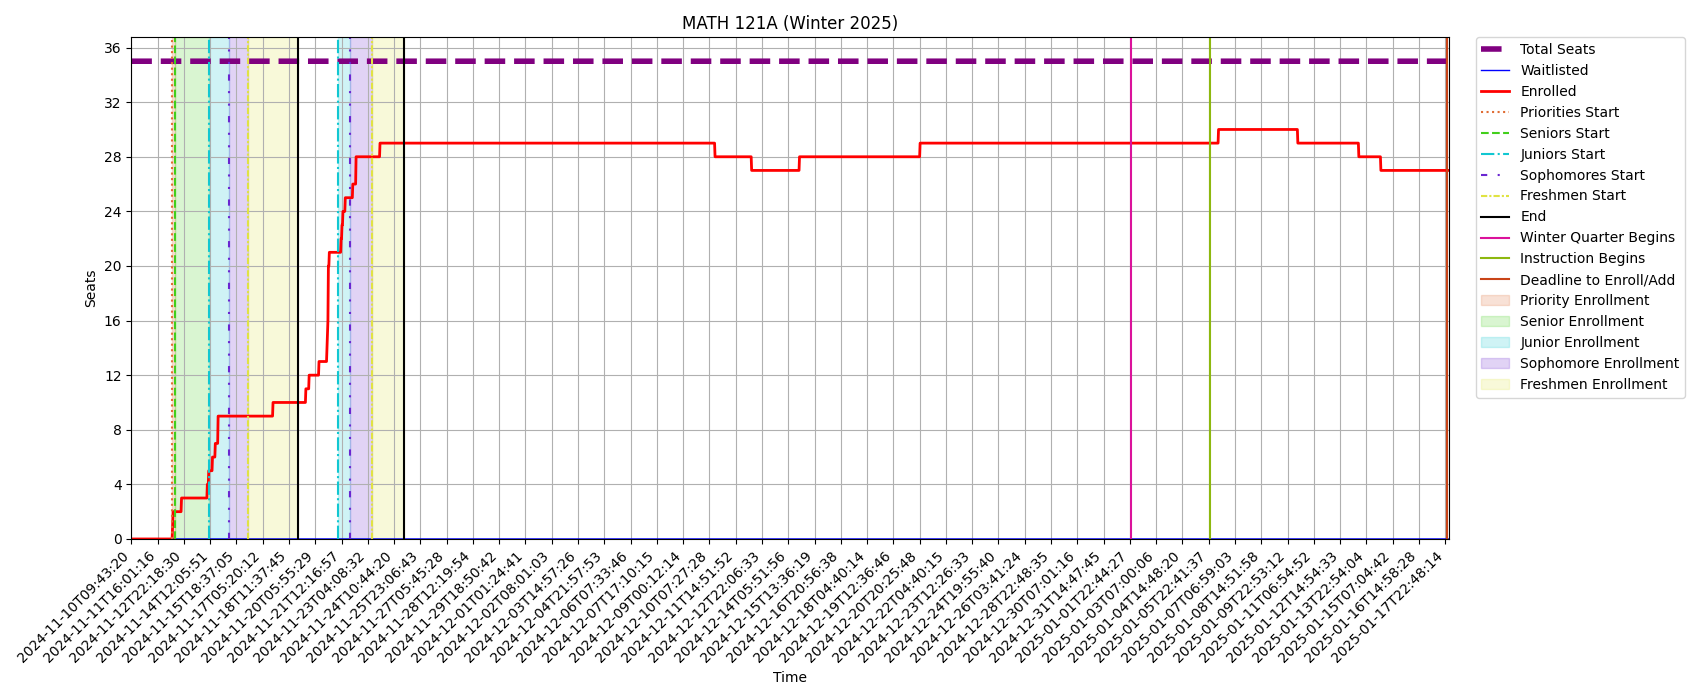 MATH 121A (Winter 2025)
Seats
36
32
28
24
20
16
12
8
4
0
2024-11-10T09:43:20
2024-11-11T16:01:16
2024-11-12T22:18:30
2024-11-14T12:05:51
2024-11-15T18:37:05
2024-11-17T05:20:12
2024-11-18T11:37:45
2024-11-20T05:55:29
2024-11-21T12:16:57
2024-11-23T04:08:32
2024-11-24T10:44:20
2024-11-25T23:06:43
2024-11-27T05:45:28
2024-11-28T12:19:54
2024-11-29T18:50:42
2024-12-01T01:24:41
2024-12-02T08:01:03
2024-12-03T14:57:26
2024-12-04T21:57:53
2024-12-06T07:33:46
2024-12-07T17:10:15
2024-12-09T00:12:14
2024-12-10T07:27:28
2024-12-11T14:51:52
2024-12-12T22:06:33
2024-12-14T05:51:56
2024-12-15T13:36:19
2024-12-16T20:56:38
2024-12-18T04:40:14
2024-12-19T12:36:46
2024-12-20T20:25:48
2024-12-22T04:40:15
2024-12-23T12:26:33
2024-12-24T19:55:40
2024-12-26T03:41:24
2024-12-28T22:48:35
2024-12-30T07:01:16
2024-12-31T14:47:45
2025-01-01T22:44:27
2025-01-03T07:00:06
2025-01-04T14:48:20
2025-01-05T22:41:37
2025-01-07T06:59:03
2025-01-08T14:51:58
2025-01-09T22:53:12
2025-01-11T06:54:52
2025-01-12T14:54:33
2025-01-13T22:54:04
2025-01-15T07:04:42
2025-01-16T14:58:28
2025-01-17T22:48:14
Time
Total Seats
Waitlisted
Enrolled
Priorities Start
Seniors Start
Juniors Start
Sophomores Start
Freshmen Start
End
Winter Quarter Begins
Instruction Begins
Deadline to Enroll/Add
Priority Enrollment
Senior Enrollment
Junior Enrollment
Sophomore Enrollment
Freshmen Enrollment